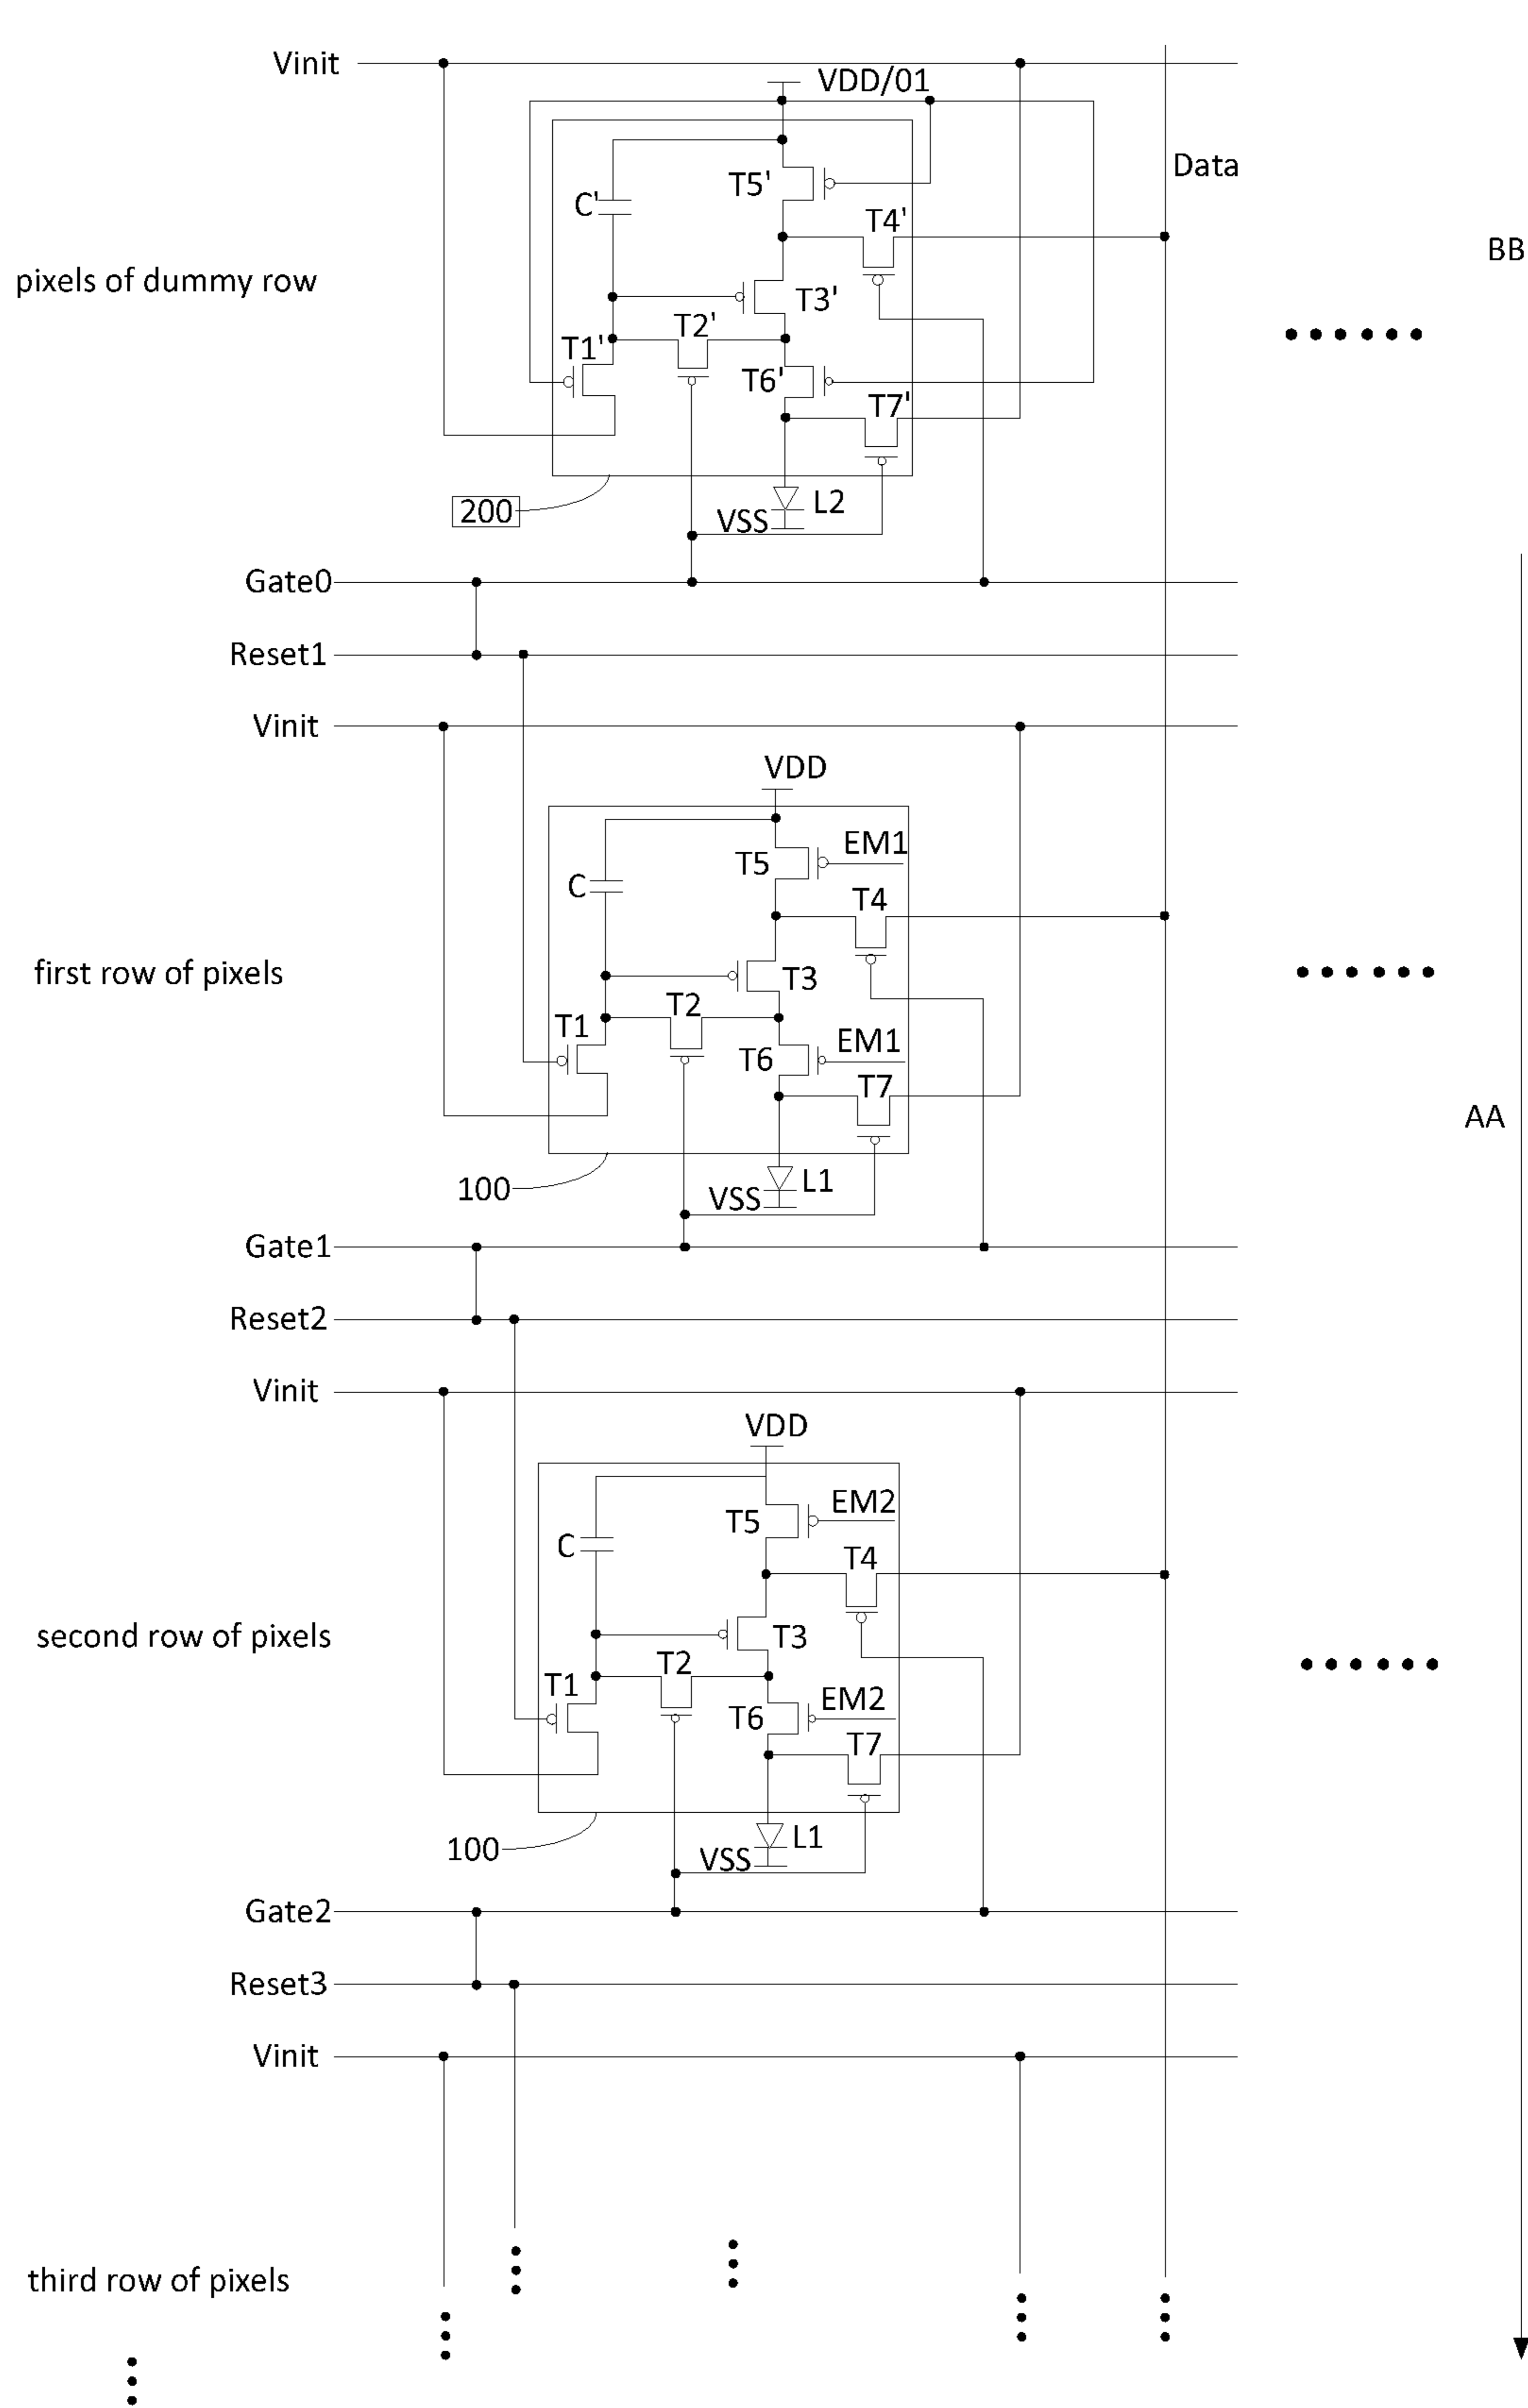 Vinit
VDD/01
Data
T5'
C'
T4'
BB
pixels of dummy row
T3'
T2'
T1'
T6'
T7'
L2
200
VSS
Gate0
Reset1
Vinit
VDD
EM1
T5
C
T4
first row of pixels
T3
T2
T1
EM1
T6
T7
AA
L1
100
VSS
Gate1
Reset2
Vinit
VDD
EM2
T5
C
T4
second row of pixels
T3
T2
T1
EM2
T6
T7
L1
100
VSS
Gate2
Reset3
Vinit
third row of pixels